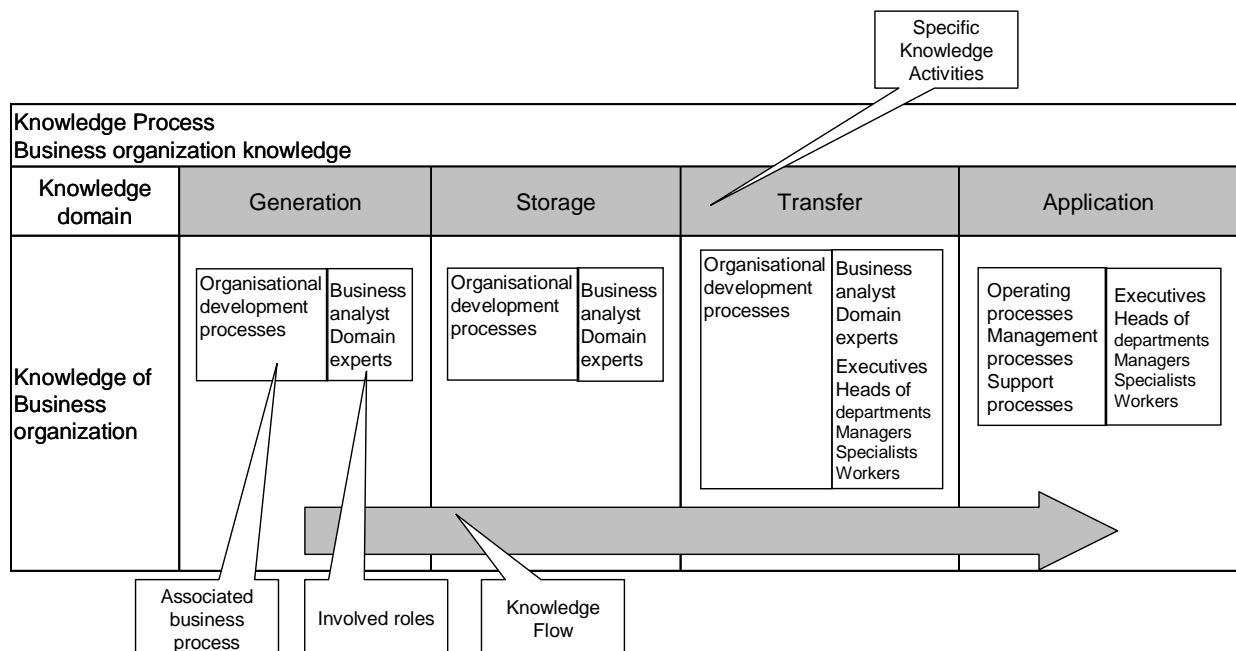 Specific
Knowledge
Activities
Knowledge Process
Business organization knowledge
Knowledge
domain
Generation
Storage
Transfer
Application
Knowledge of
Business
organization
Organisational
development
processes
Business
analyst
Domain
experts
Organisational
development
processes
Business
analyst
Domain
experts
Organisational
development
processes
Business
analyst
Domain
experts
Executives
Heads of
departments
Managers
Specialists
Workers
Operating
processes
Management
processes
Support
processes
Executives
Heads of
departments
Managers
Specialists
Workers
Associated
business
process
Involved roles
Knowledge
Flow